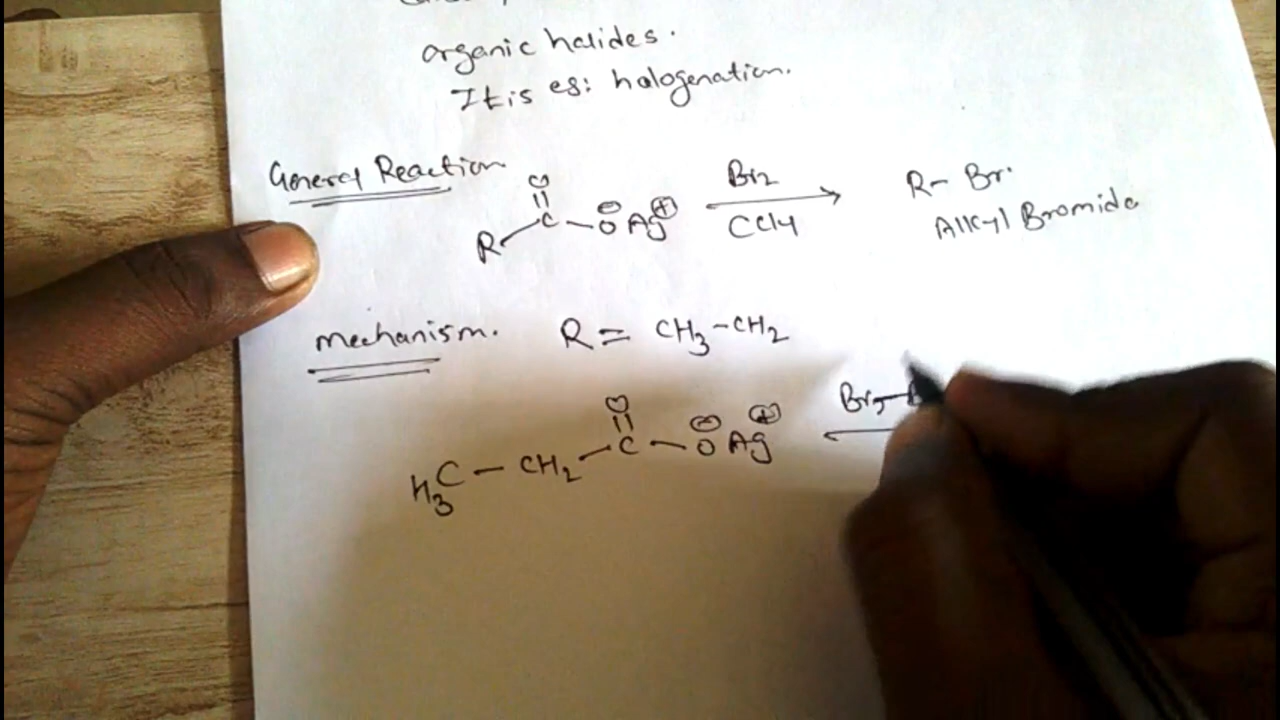 organic halides.
It is eg: halogenation.
General Reaction
O
R C O⊖ Ag⊕
Br2
CCl4
R- Br.
Alkyl Bromide
mechanism. R = CH3-CH2
O
H3C - CH2 - C - O⊖ Ag⊕
Br-